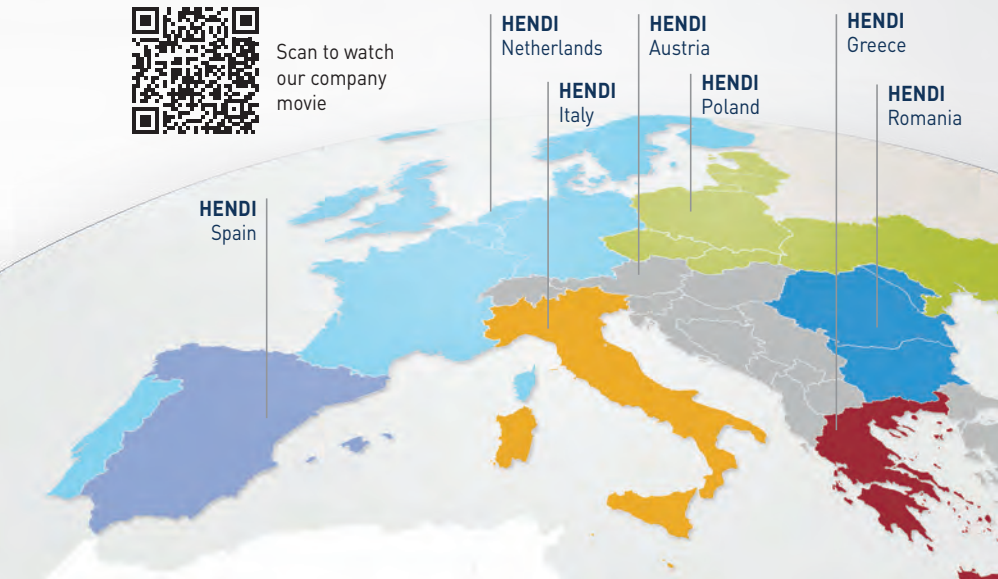 Scan to watch
our company
movie
HENDI
Netherlands
HENDI
Austria
HENDI
Greece
HENDI
Italy
HENDI
Poland
HENDI
Romania
HENDI
Spain